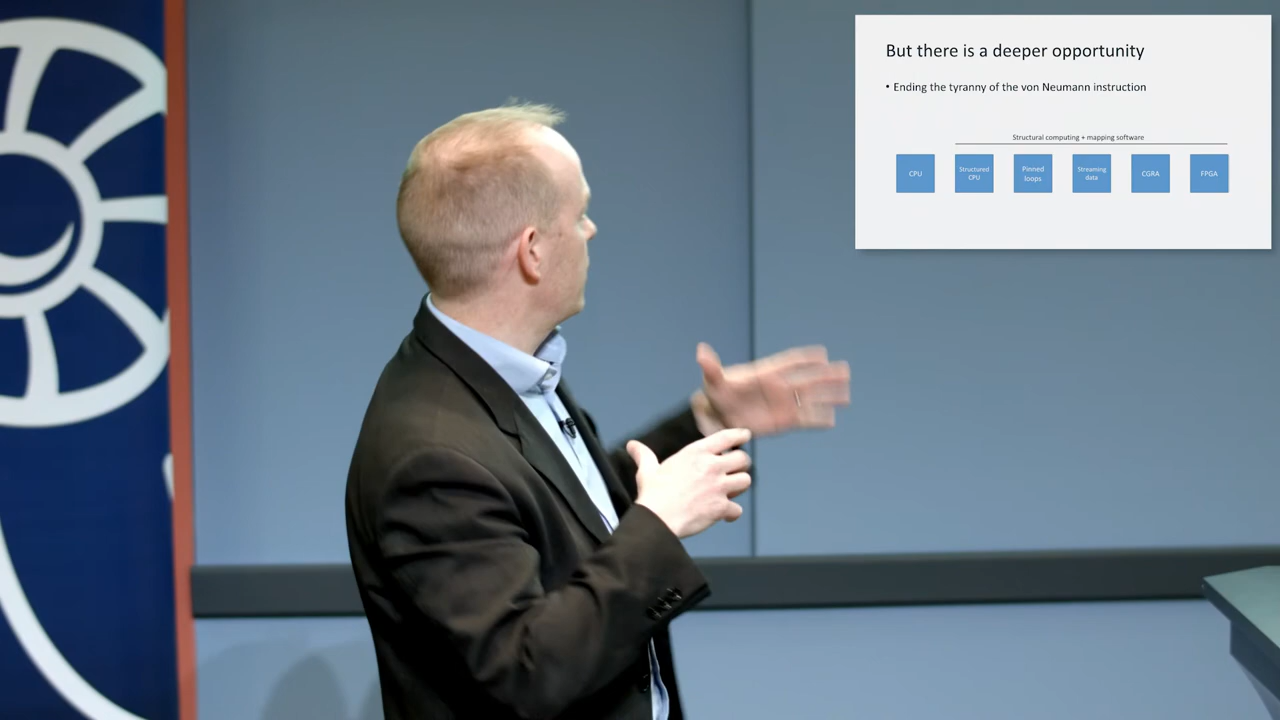 But there is a deeper opportunity
• Ending the tyranny of the von Neumann instruction
Structural computing + mapping software
CPU
Structured
CPU
Pinned
loops
Streaming
data
CGRA
FPGA